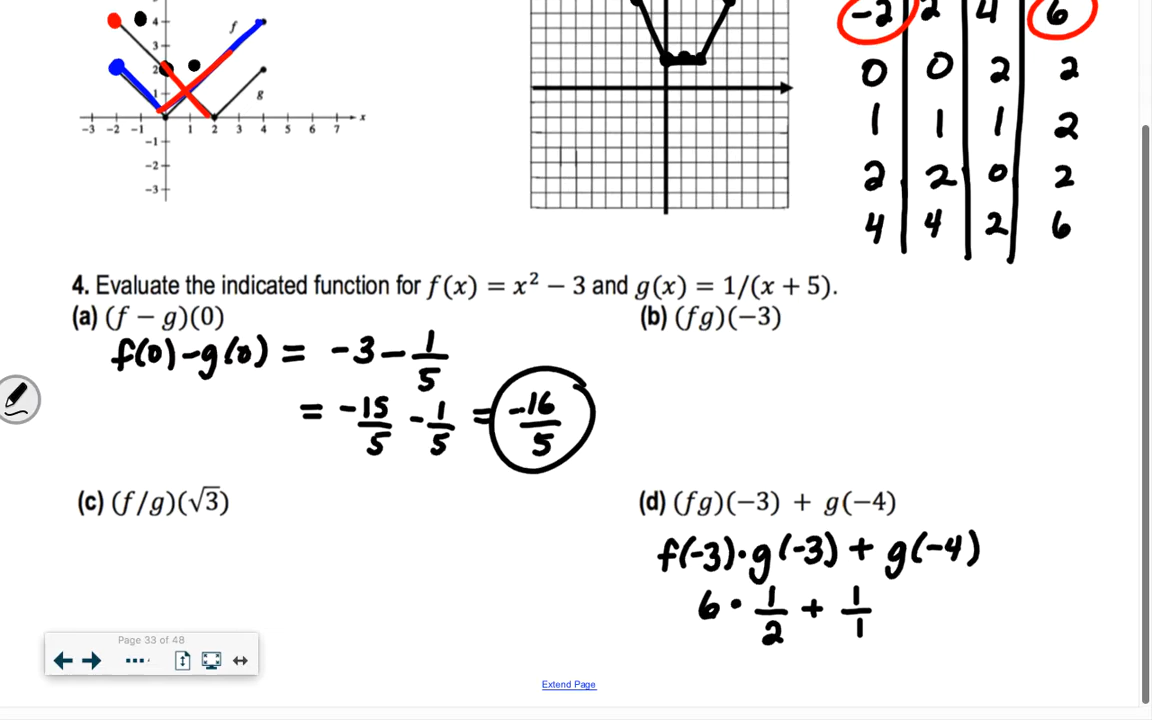 -2 2 4 6
4
3
2
1
f
g
-3 -2 -1 1 2 3 4 5 6 7 x
-1
-2
-3
0 0 2 2
1 1 1 2
2 2 0 2
4 4 2 6
4. Evaluate the indicated function for f(x) = x² − 3 and g(x) = 1/(x + 5).
(a) (f − g)(0)
(b) (fg)(−3)
f(0)-g(0) = -3 - 1/5
= -15/5 - 1/5 = -16/5
(c) (f/g)(√3)
(d) (fg)(−3) + g(−4)
f(-3)·g(-3) + g(-4)
6 · 1/2 + 1/1
Page 33 of 48
Extend Page